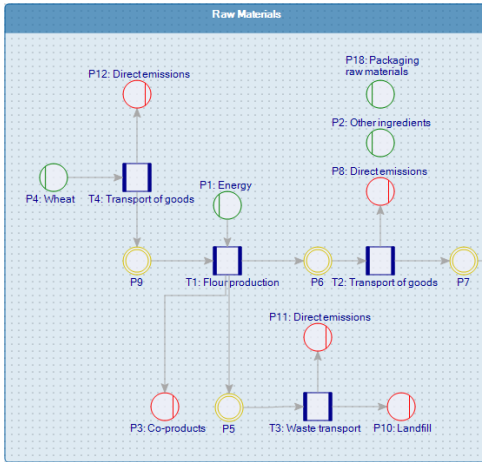 Raw Materials
P18: Packaging
raw materials
P12: Direct emissions
P2: Other ingredients
P8: Direct emissions
P1: Energy
P4: Wheat
T4: Transport of goods
P9
T1: Flour production
P6
T2: Transport of goods
P7
P11: Direct emissions
P3: Co-products
P5
T3: Waste transport
P10: Landfill